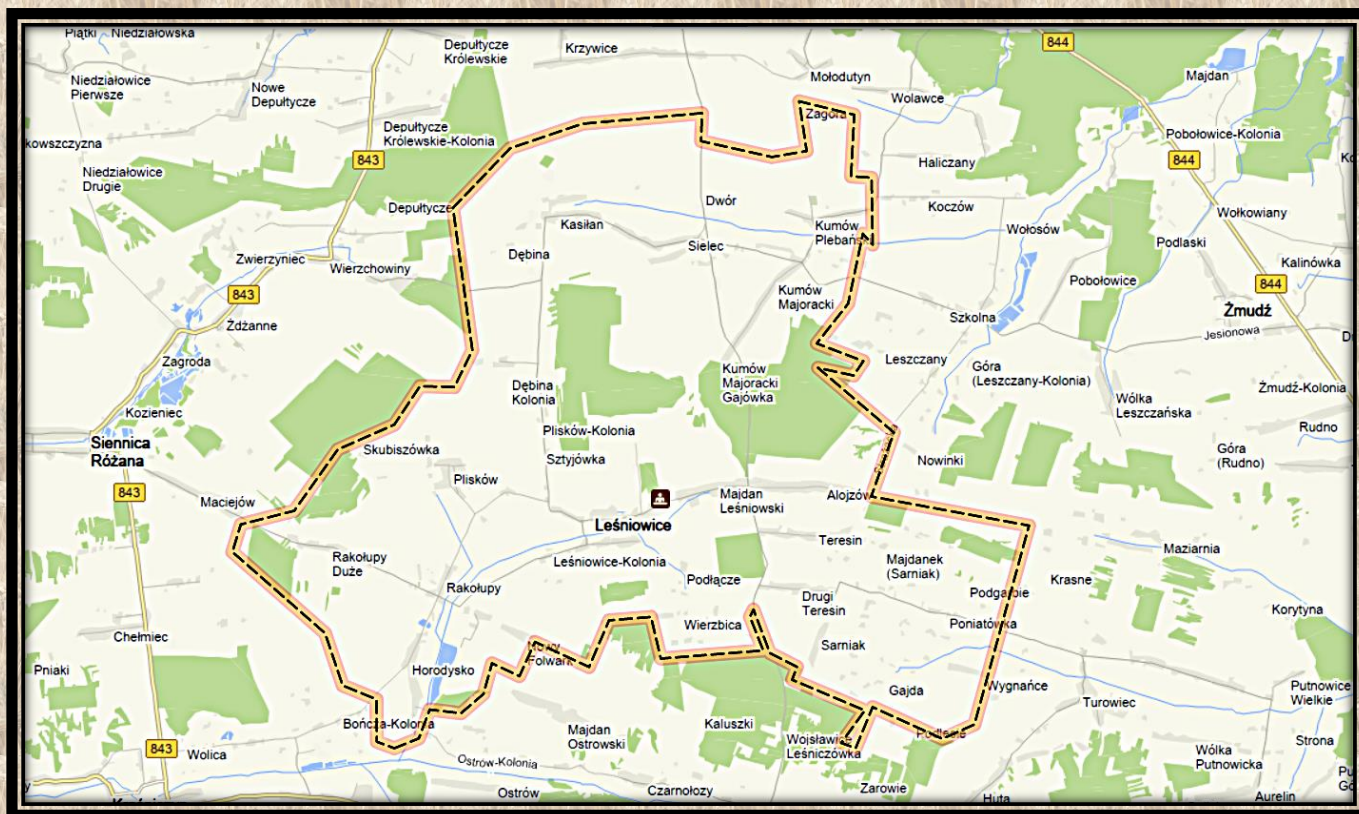 Piątki - Niedziałowska
Depułtycze
Królewskie
Krzywice
844
Niedziałowice
Pierwsze
Nowe
Depułtycze
Mołodutyn
Majdan
Wolawce
Zagóra
Depułtycze
Królewskie-Kolonia
Pobołowice-Kolonia
kowszczyzna
843
844
Haliczany
Niedziałowice
Drugie
Depułtycze
Dwór
Koczów
Wołkowiany
Kasiłan
Kumów
Plebański
Wołosów
Sielec
Podlaski
Dębina
Zwierzyniec
Wierzchowiny
Kalinówka
Pobołowice
844
843
Kumów
Majoracki
Żmudź
Szkolna
Żdżanne
Jesionowa
Zagroda
Leszczany
Góra
(Leszczany-Kolonia)
Kumów
Majoracki
Gajówka
Dębina
Kolonia
Żmudź-Kolonia
Wólka
Leszczańska
Kozieniec
Siennica
Różana
Plisków-Kolonia
Rudno
Skubiszówka
Sztyjówka
Nowinki
Góra
(Rudno)
Plisków
843
Maciejów
Majdan
Leśniowski
Alojzów
Leśniowice
Teresin
Maziarnia
Rakołupy
Duże
Leśniowice-Kolonia
Majdanek
(Sarniak)
Podłącze
Krasne
Rakołupy
Drugi
Teresin
Podgarbie
Korytyna
Wierzbica
Poniatówka
Chełmiec
Sarniak
Nowy
Folwark
Pniaki
Horodysko
Gajda
Wygnańce
Putnowice
Wielkie
Turowiec
Bończa-Kolonia
Majdan
Ostrowski
Kaluszki
Wojsławice
Leśniczówka
Podlesie
Strona
843
Wolica
Wólka
Putnowicka
Ostrów-Kolonia
Ostrów
Czarnołozy
Zarowie
Huta
Aurelin